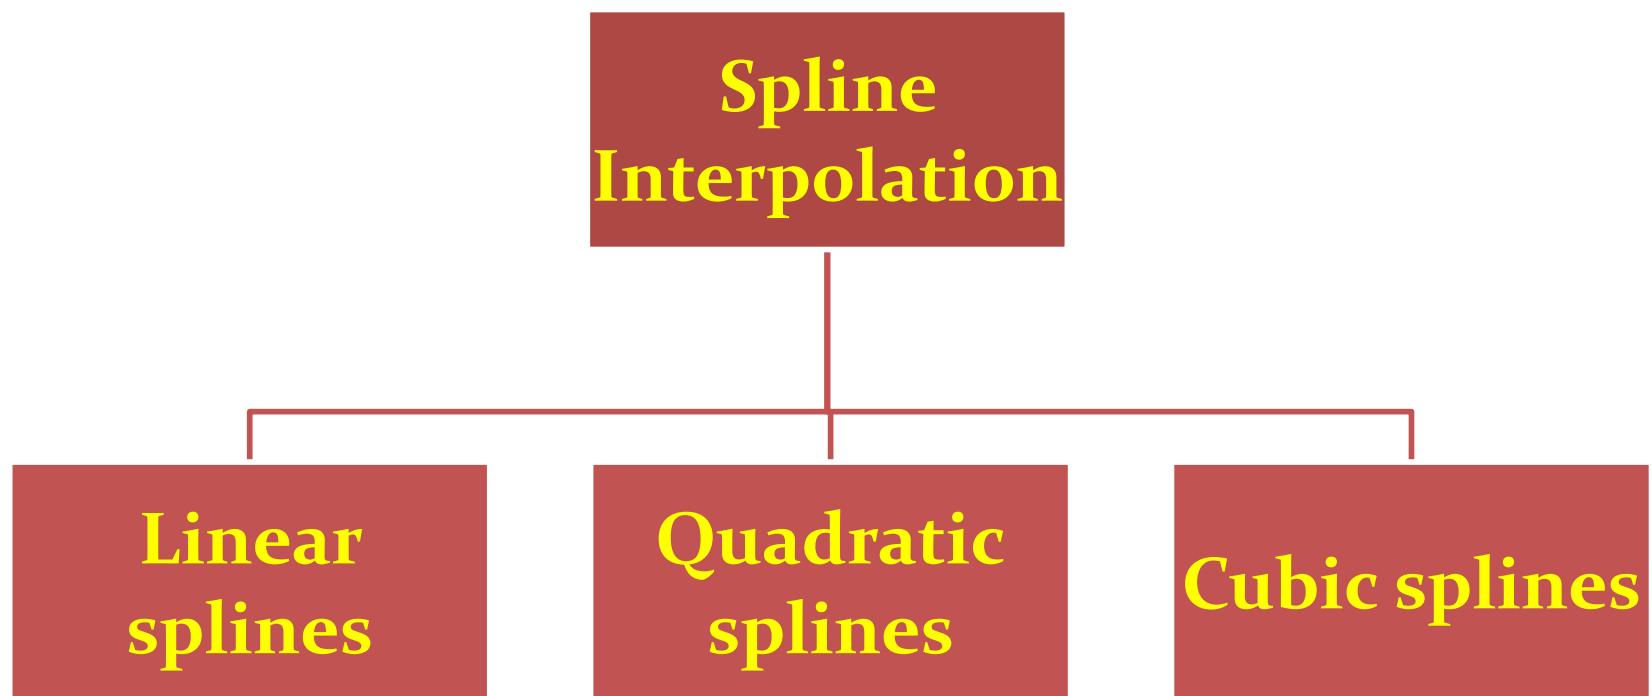 Spline
Interpolation
Linear
splines
Quadratic
splines
Cubic splines